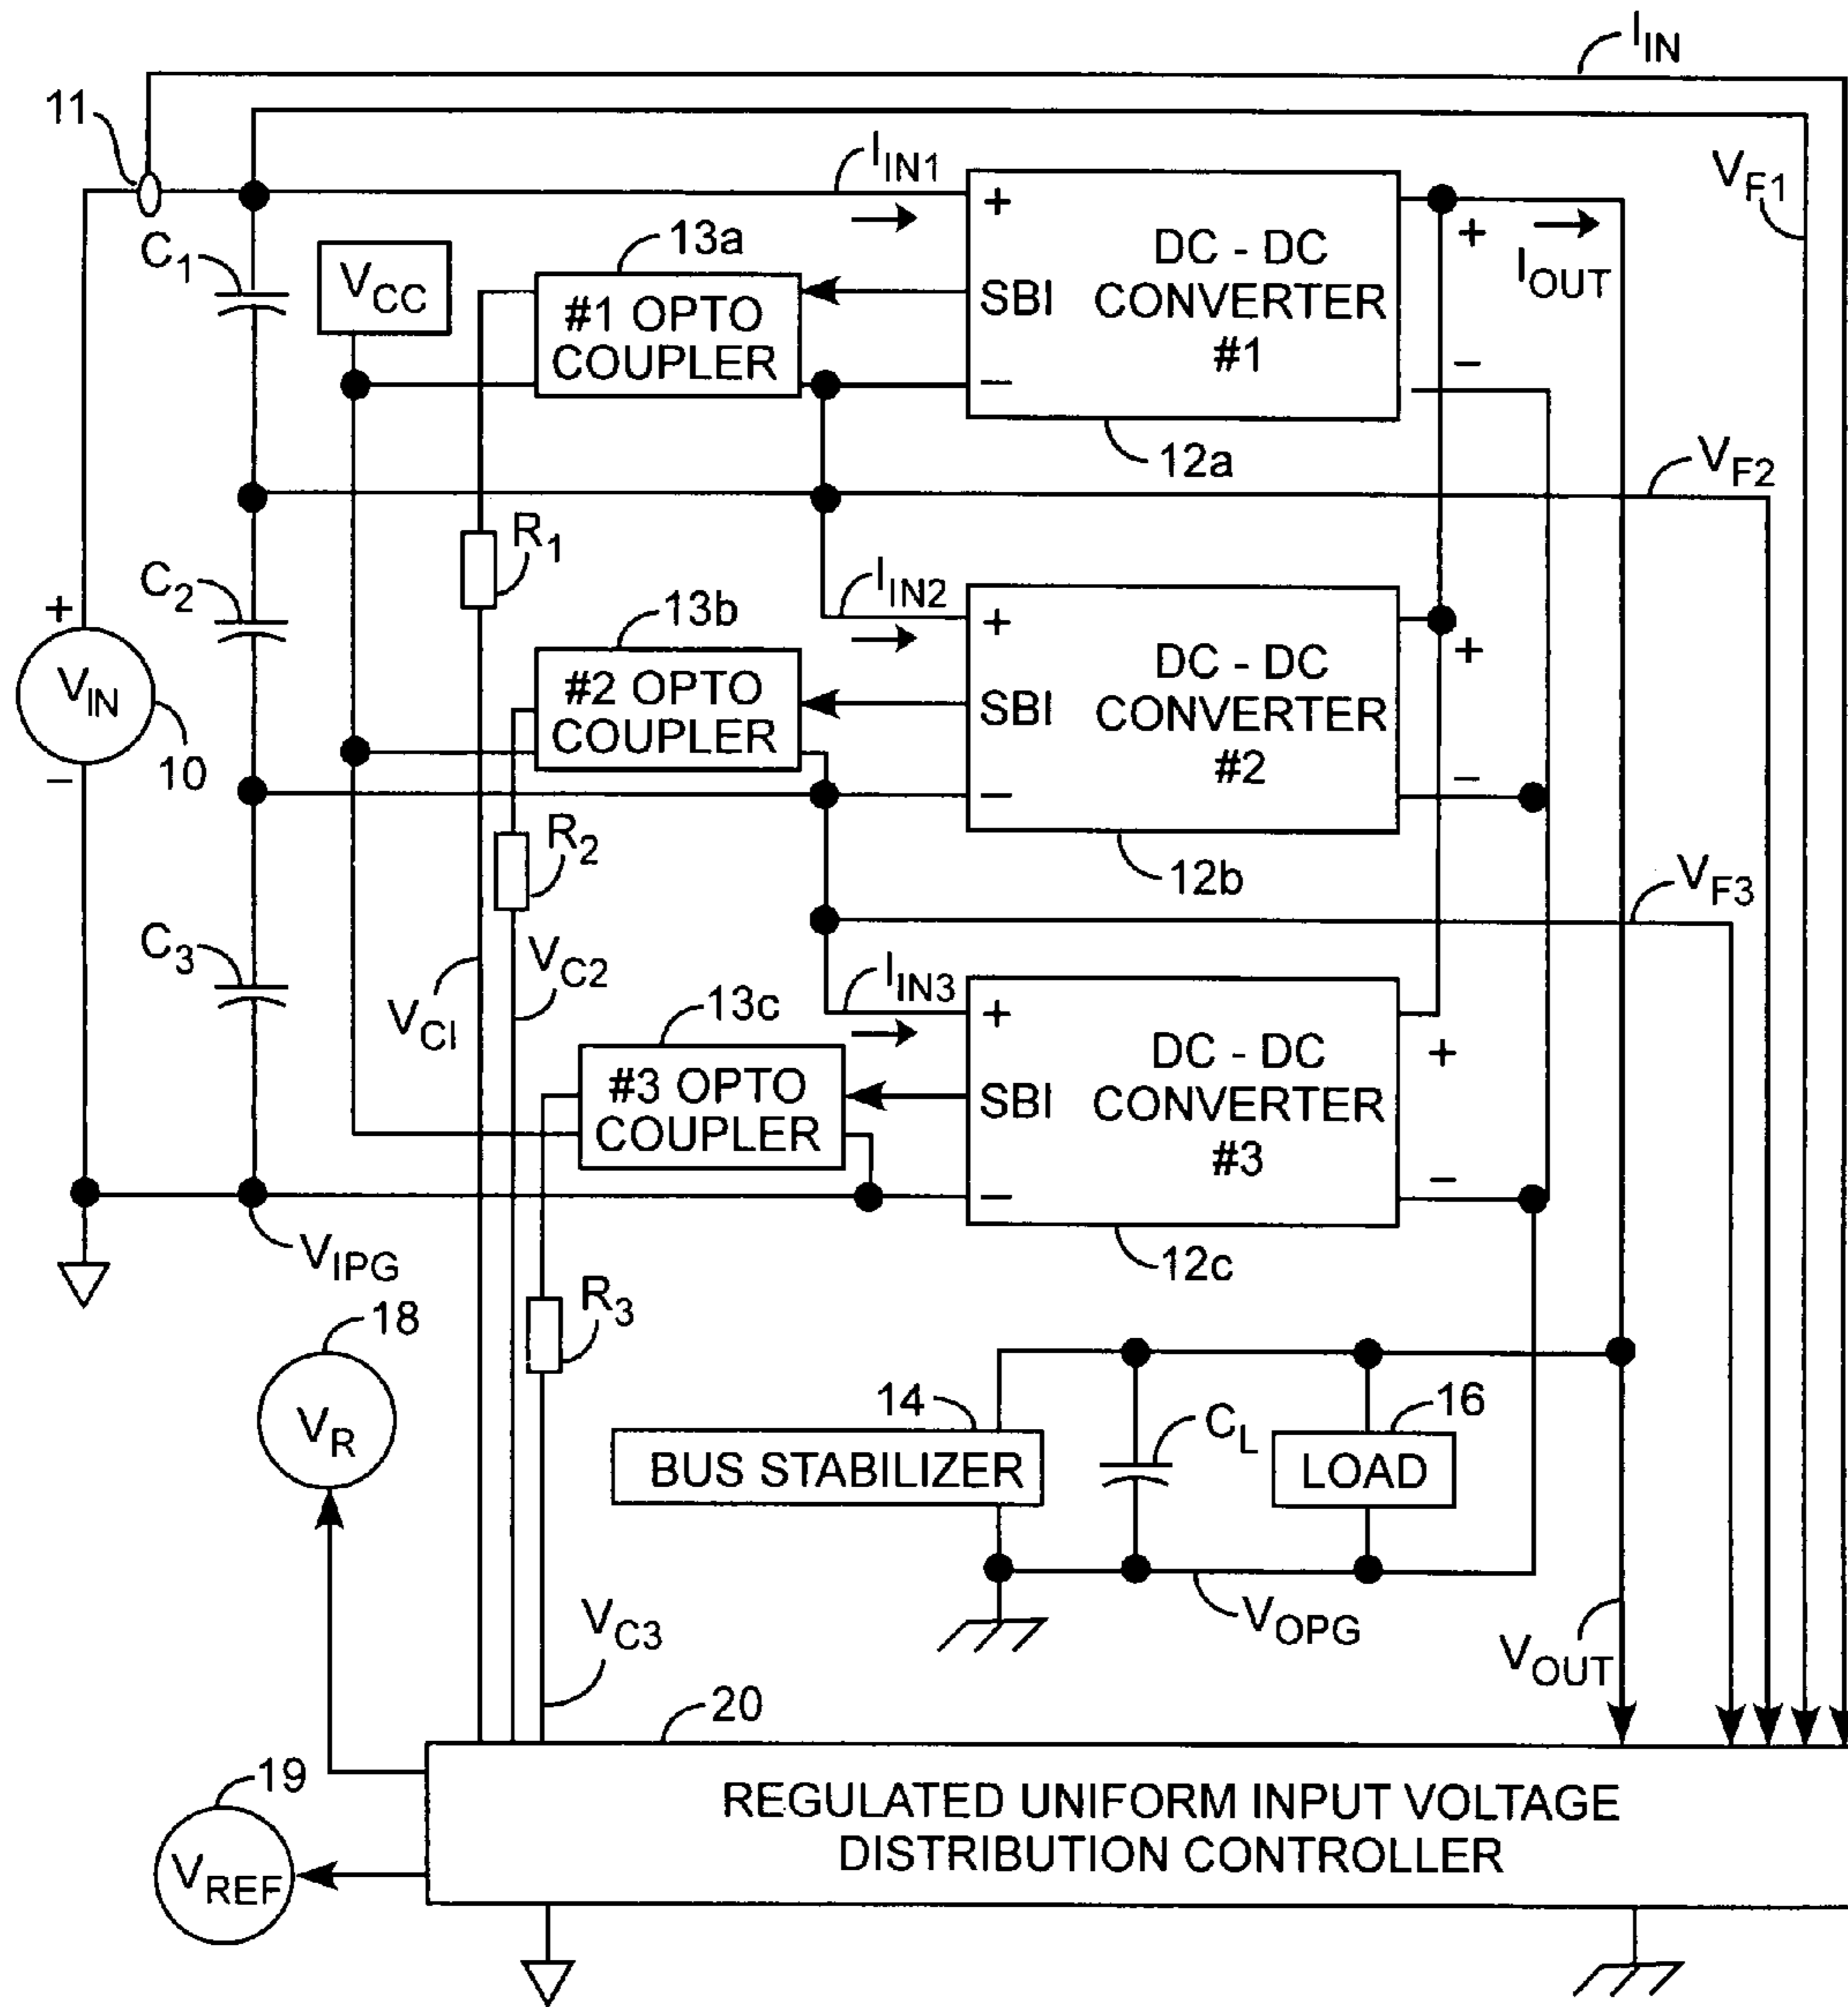 I_IN
11
I_IN1
V_F1
13a
C_1
V_CC
+
DC - DC
CONVERTER
#1
+
I_OUT
#1 OPTO
COUPLER
SBI
–
–
12a
V_F2
R_1
C_2
I_IN2
13b
+
+
DC - DC
CONVERTER
#2
+
V_IN
#2 OPTO
COUPLER
SBI
–
10
–
–
R_2
12b
V_F3
C_3
V_C2
I_IN3
V_CI
13c
+
DC - DC
CONVERTER
#3
+
#3 OPTO
COUPLER
SBI
–
–
V_IPG
12c
R_3
18
V_R
14
C_L
16
BUS STABILIZER
LOAD
V_C3
V_OPG
V_OUT
20
19
V_REF
REGULATED UNIFORM INPUT VOLTAGE
DISTRIBUTION CONTROLLER